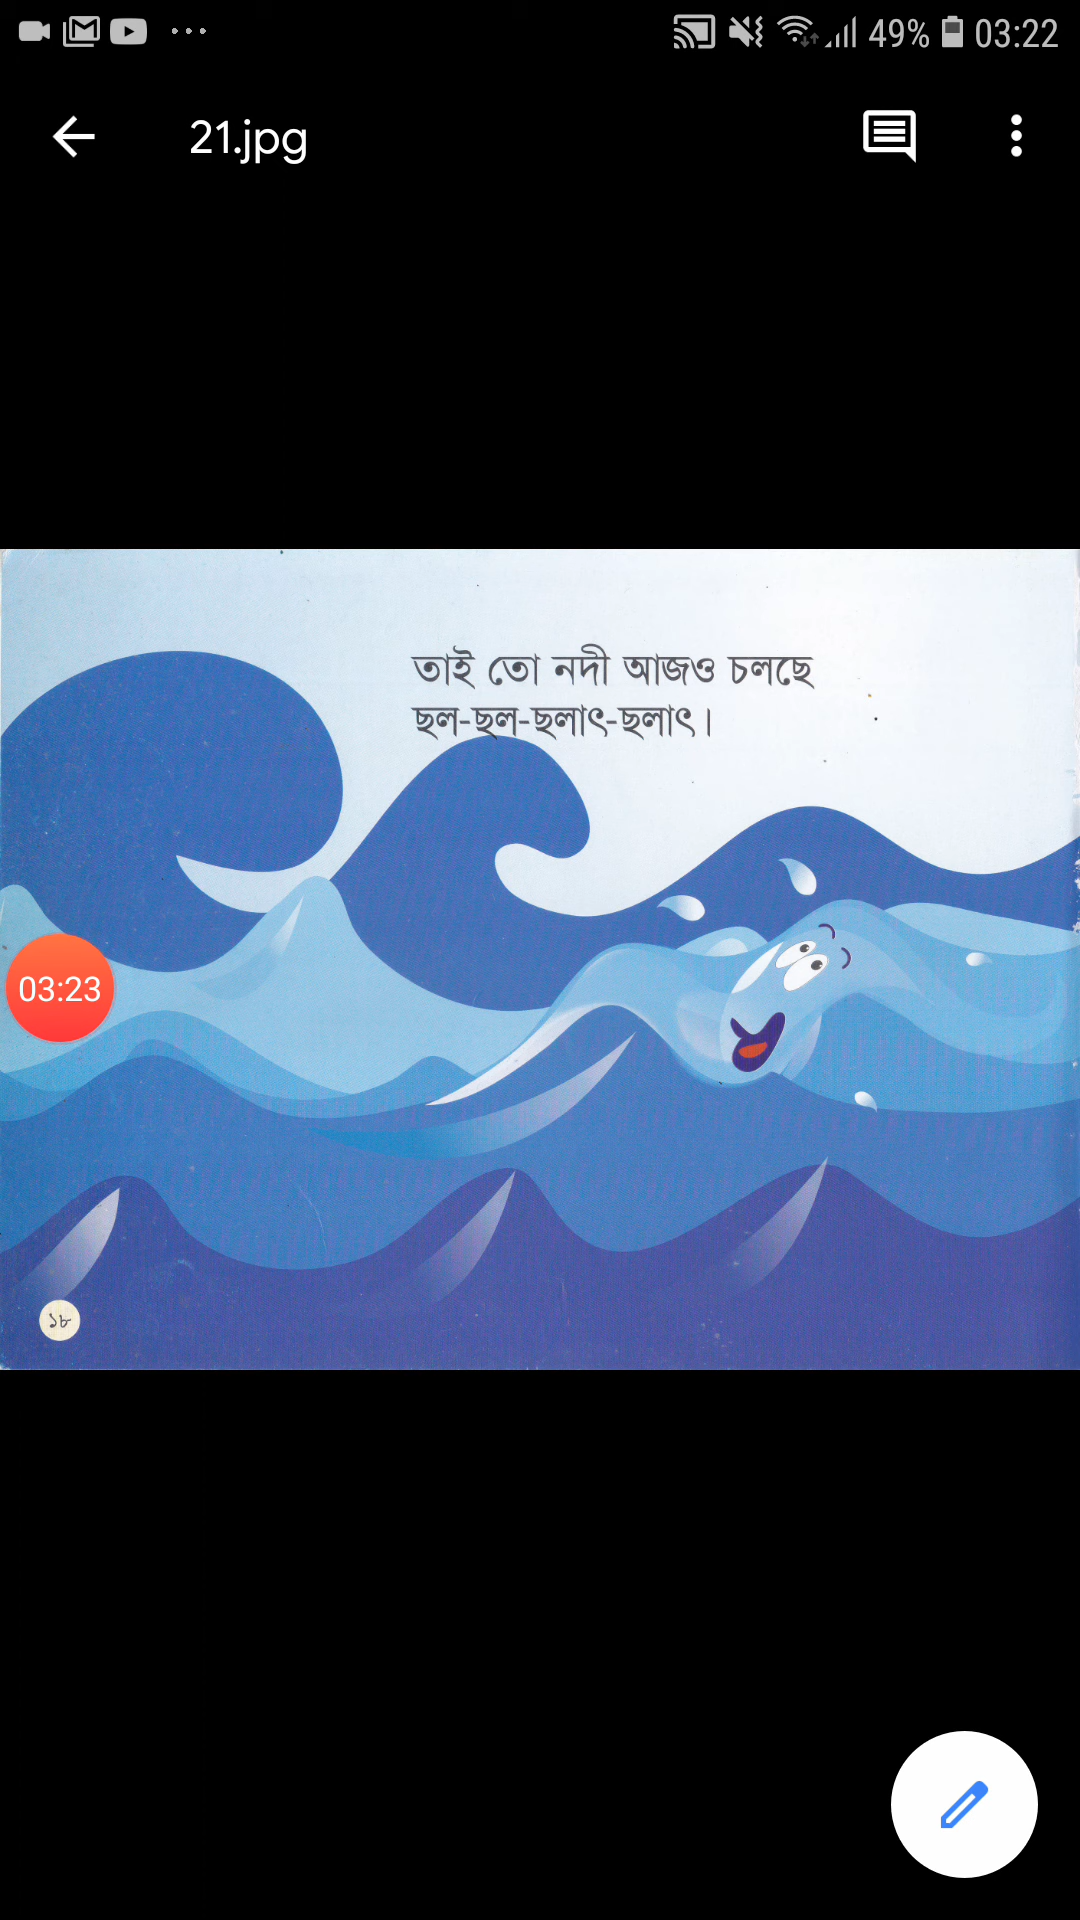 49% 03:22
21.jpg
তাই তো নদী আজও চলছে
ছল-ছল-ছলাৎ-ছলাৎ।
03:23
১৮